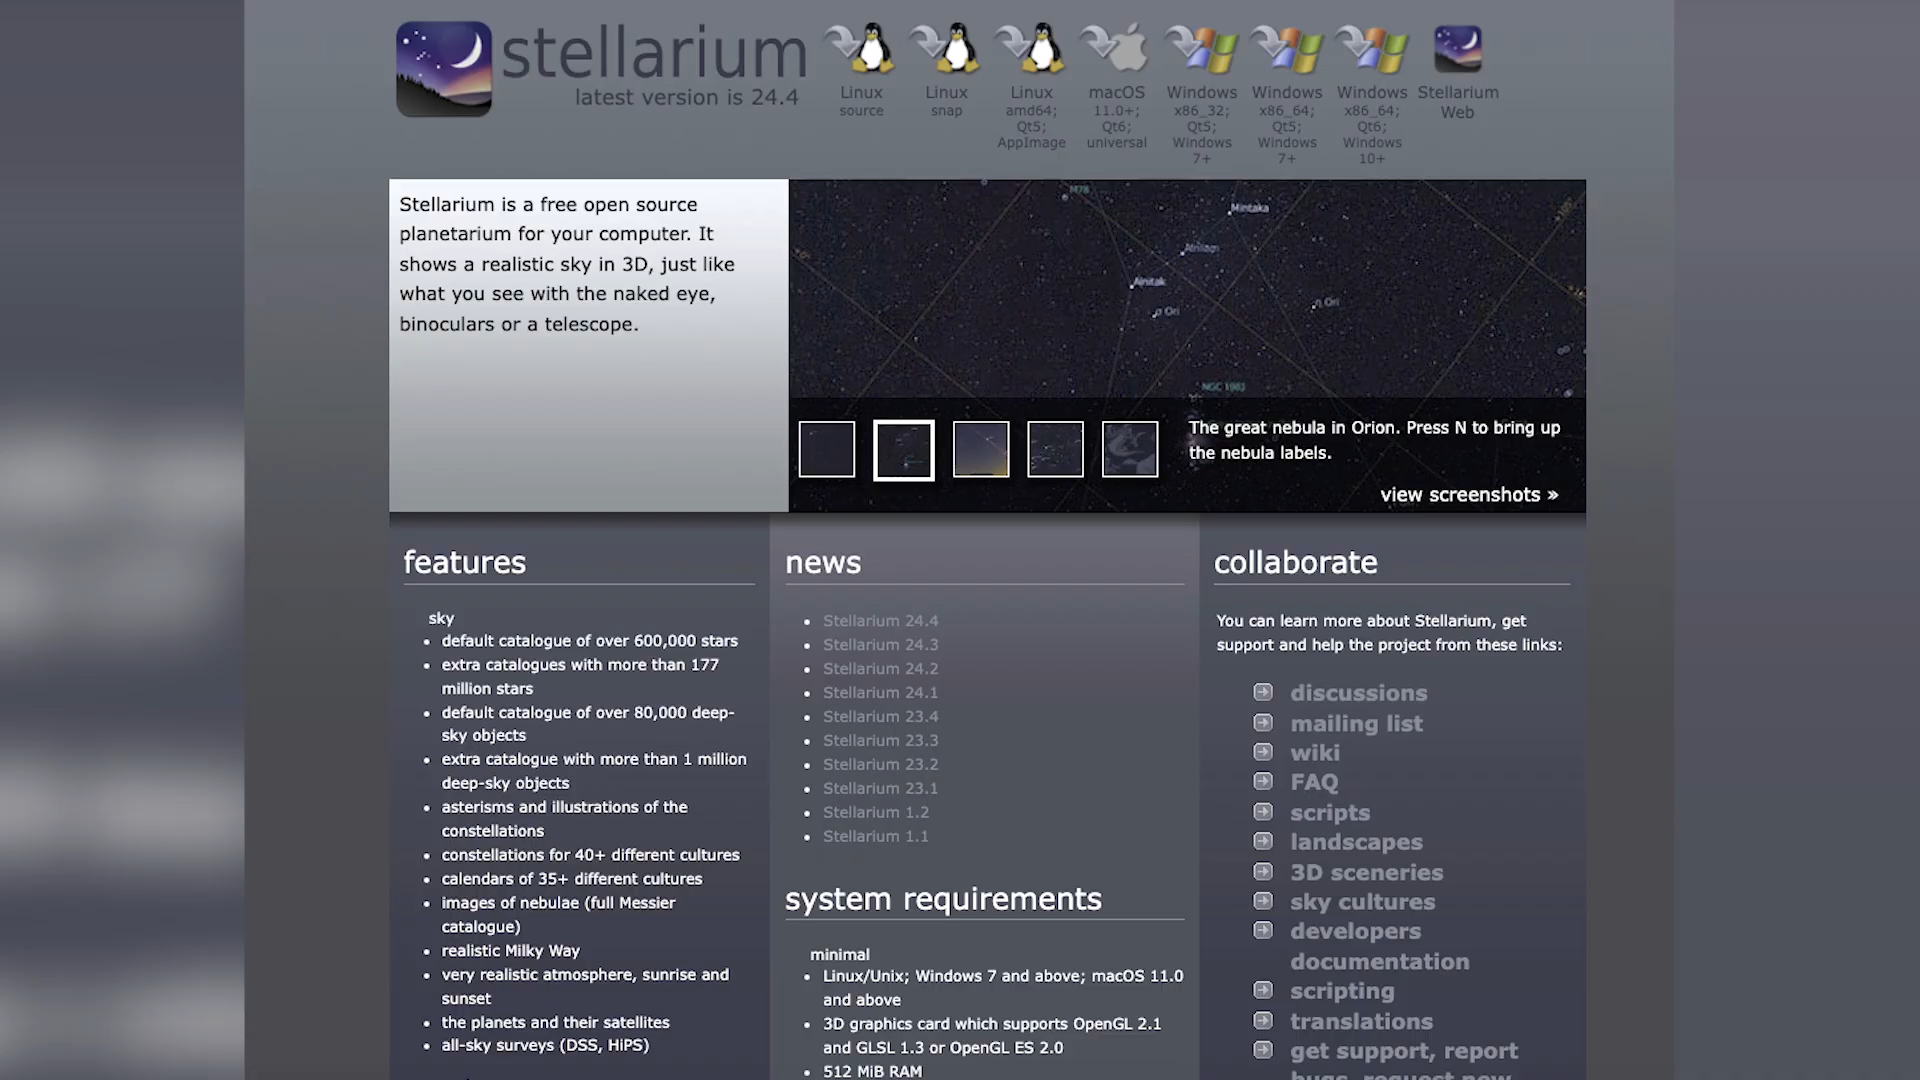 stellarium
latest version is 24.4
Linux
source
Linux
snap
Linux
amd64;
Qt5;
AppImage
macOS
11.0+;
Qt6;
universal
Windows
x86_32;
Qt5;
Windows
7+
Windows
x86_64;
Qt5;
Windows
7+
Windows
x86_64;
Qt6;
Windows
10+
Stellarium
Web
Stellarium is a free open source
planetarium for your computer. It
shows a realistic sky in 3D, just like
what you see with the naked eye,
binoculars or a telescope.
M78
Mintaka
Alnilam
Alnitak
σ Ori
η Ori
NGC 1981
The great nebula in Orion. Press N to bring up
the nebula labels.
view screenshots »
features
sky
default catalogue of over 600,000 stars
extra catalogues with more than 177
million stars
default catalogue of over 80,000 deep-
sky objects
extra catalogue with more than 1 million
deep-sky objects
asterisms and illustrations of the
constellations
constellations for 40+ different cultures
calendars of 35+ different cultures
images of nebulae (full Messier
catalogue)
realistic Milky Way
very realistic atmosphere, sunrise and
sunset
the planets and their satellites
all-sky surveys (DSS, HiPS)
news
Stellarium 24.4
Stellarium 24.3
Stellarium 24.2
Stellarium 24.1
Stellarium 23.4
Stellarium 23.3
Stellarium 23.2
Stellarium 23.1
Stellarium 1.2
Stellarium 1.1
system requirements
minimal
Linux/Unix; Windows 7 and above; macOS 11.0
and above
3D graphics card which supports OpenGL 2.1
and GLSL 1.3 or OpenGL ES 2.0
512 MiB RAM
collaborate
You can learn more about Stellarium, get
support and help the project from these links:
discussions
mailing list
wiki
FAQ
scripts
landscapes
3D sceneries
sky cultures
developers
documentation
scripting
translations
get support, report
bugs, request new